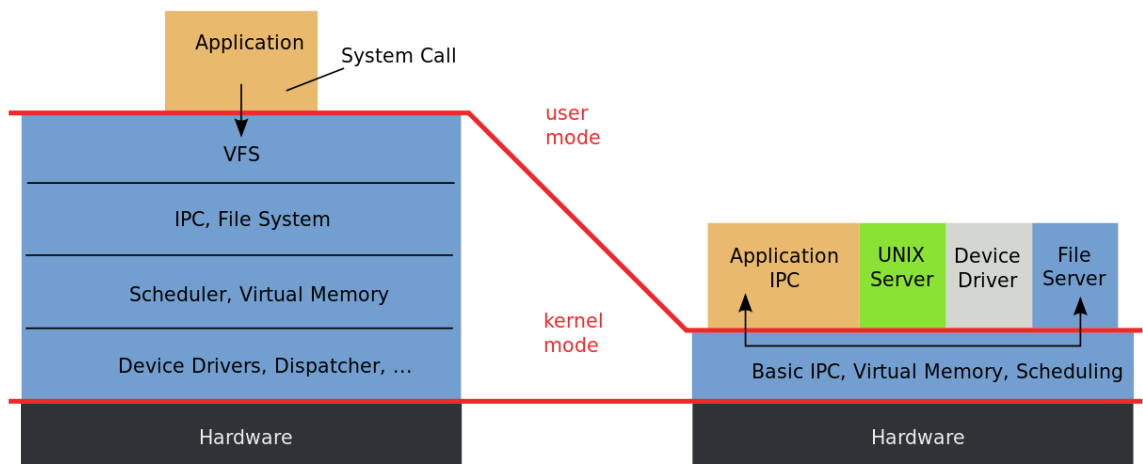 Application
System Call
VFS
IPC, File System
Scheduler, Virtual Memory
Device Drivers, Dispatcher, ...
Hardware
user
mode
kernel
mode
Application
IPC
UNIX
Server
Device
Driver
File
Server
Basic IPC, Virtual Memory, Scheduling
Hardware